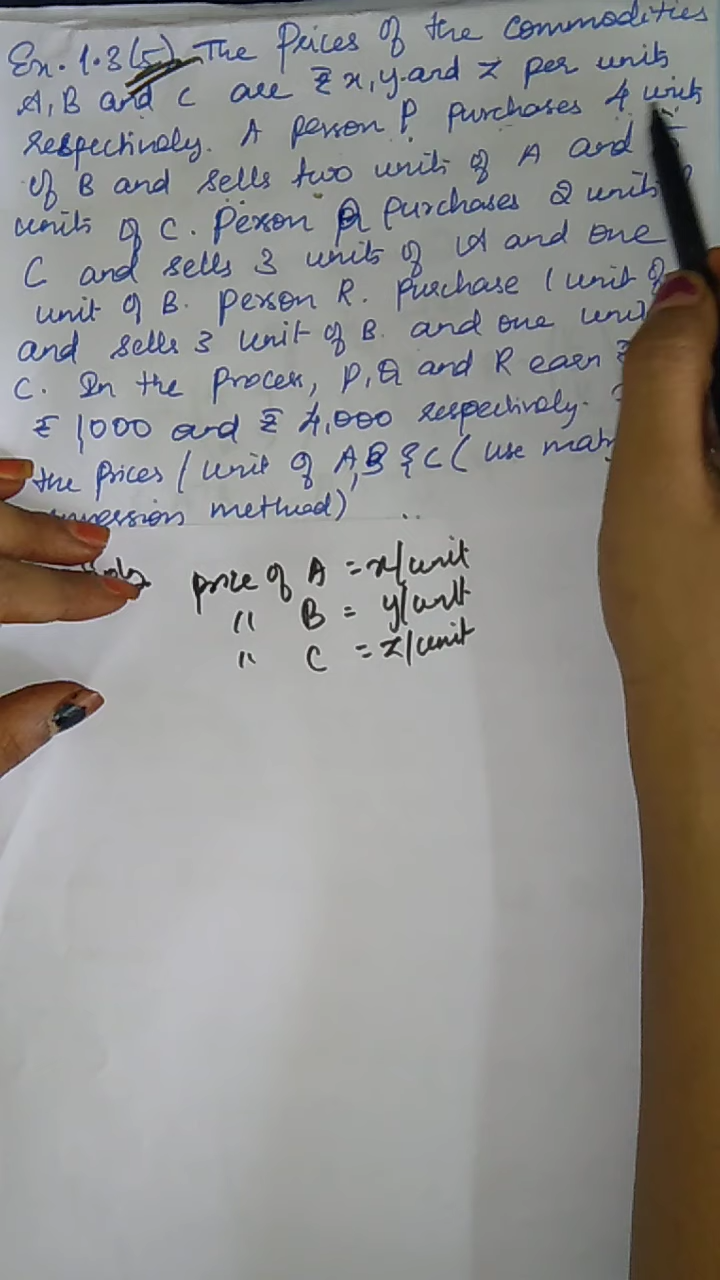 Ex. 1.3(5) The Prices of the commodities
A, B and C are ₹ x, y and z per units
respectively. A person P purchases 4 units
of B and sells two units of A and 5
units of C. Person Q purchases 2 units
C and sells 3 units of A and one
unit of B. Person R. Purchase 1 unit of
and sells 3 unit of B. and one unit
C. In the process, P, Q and R earn ₹
₹ 1000 and ₹ 4,000 respectively.
the prices / unit of A, B & C ( use
method)
price of A = x/unit
" B = y/unit
" C = z/unit